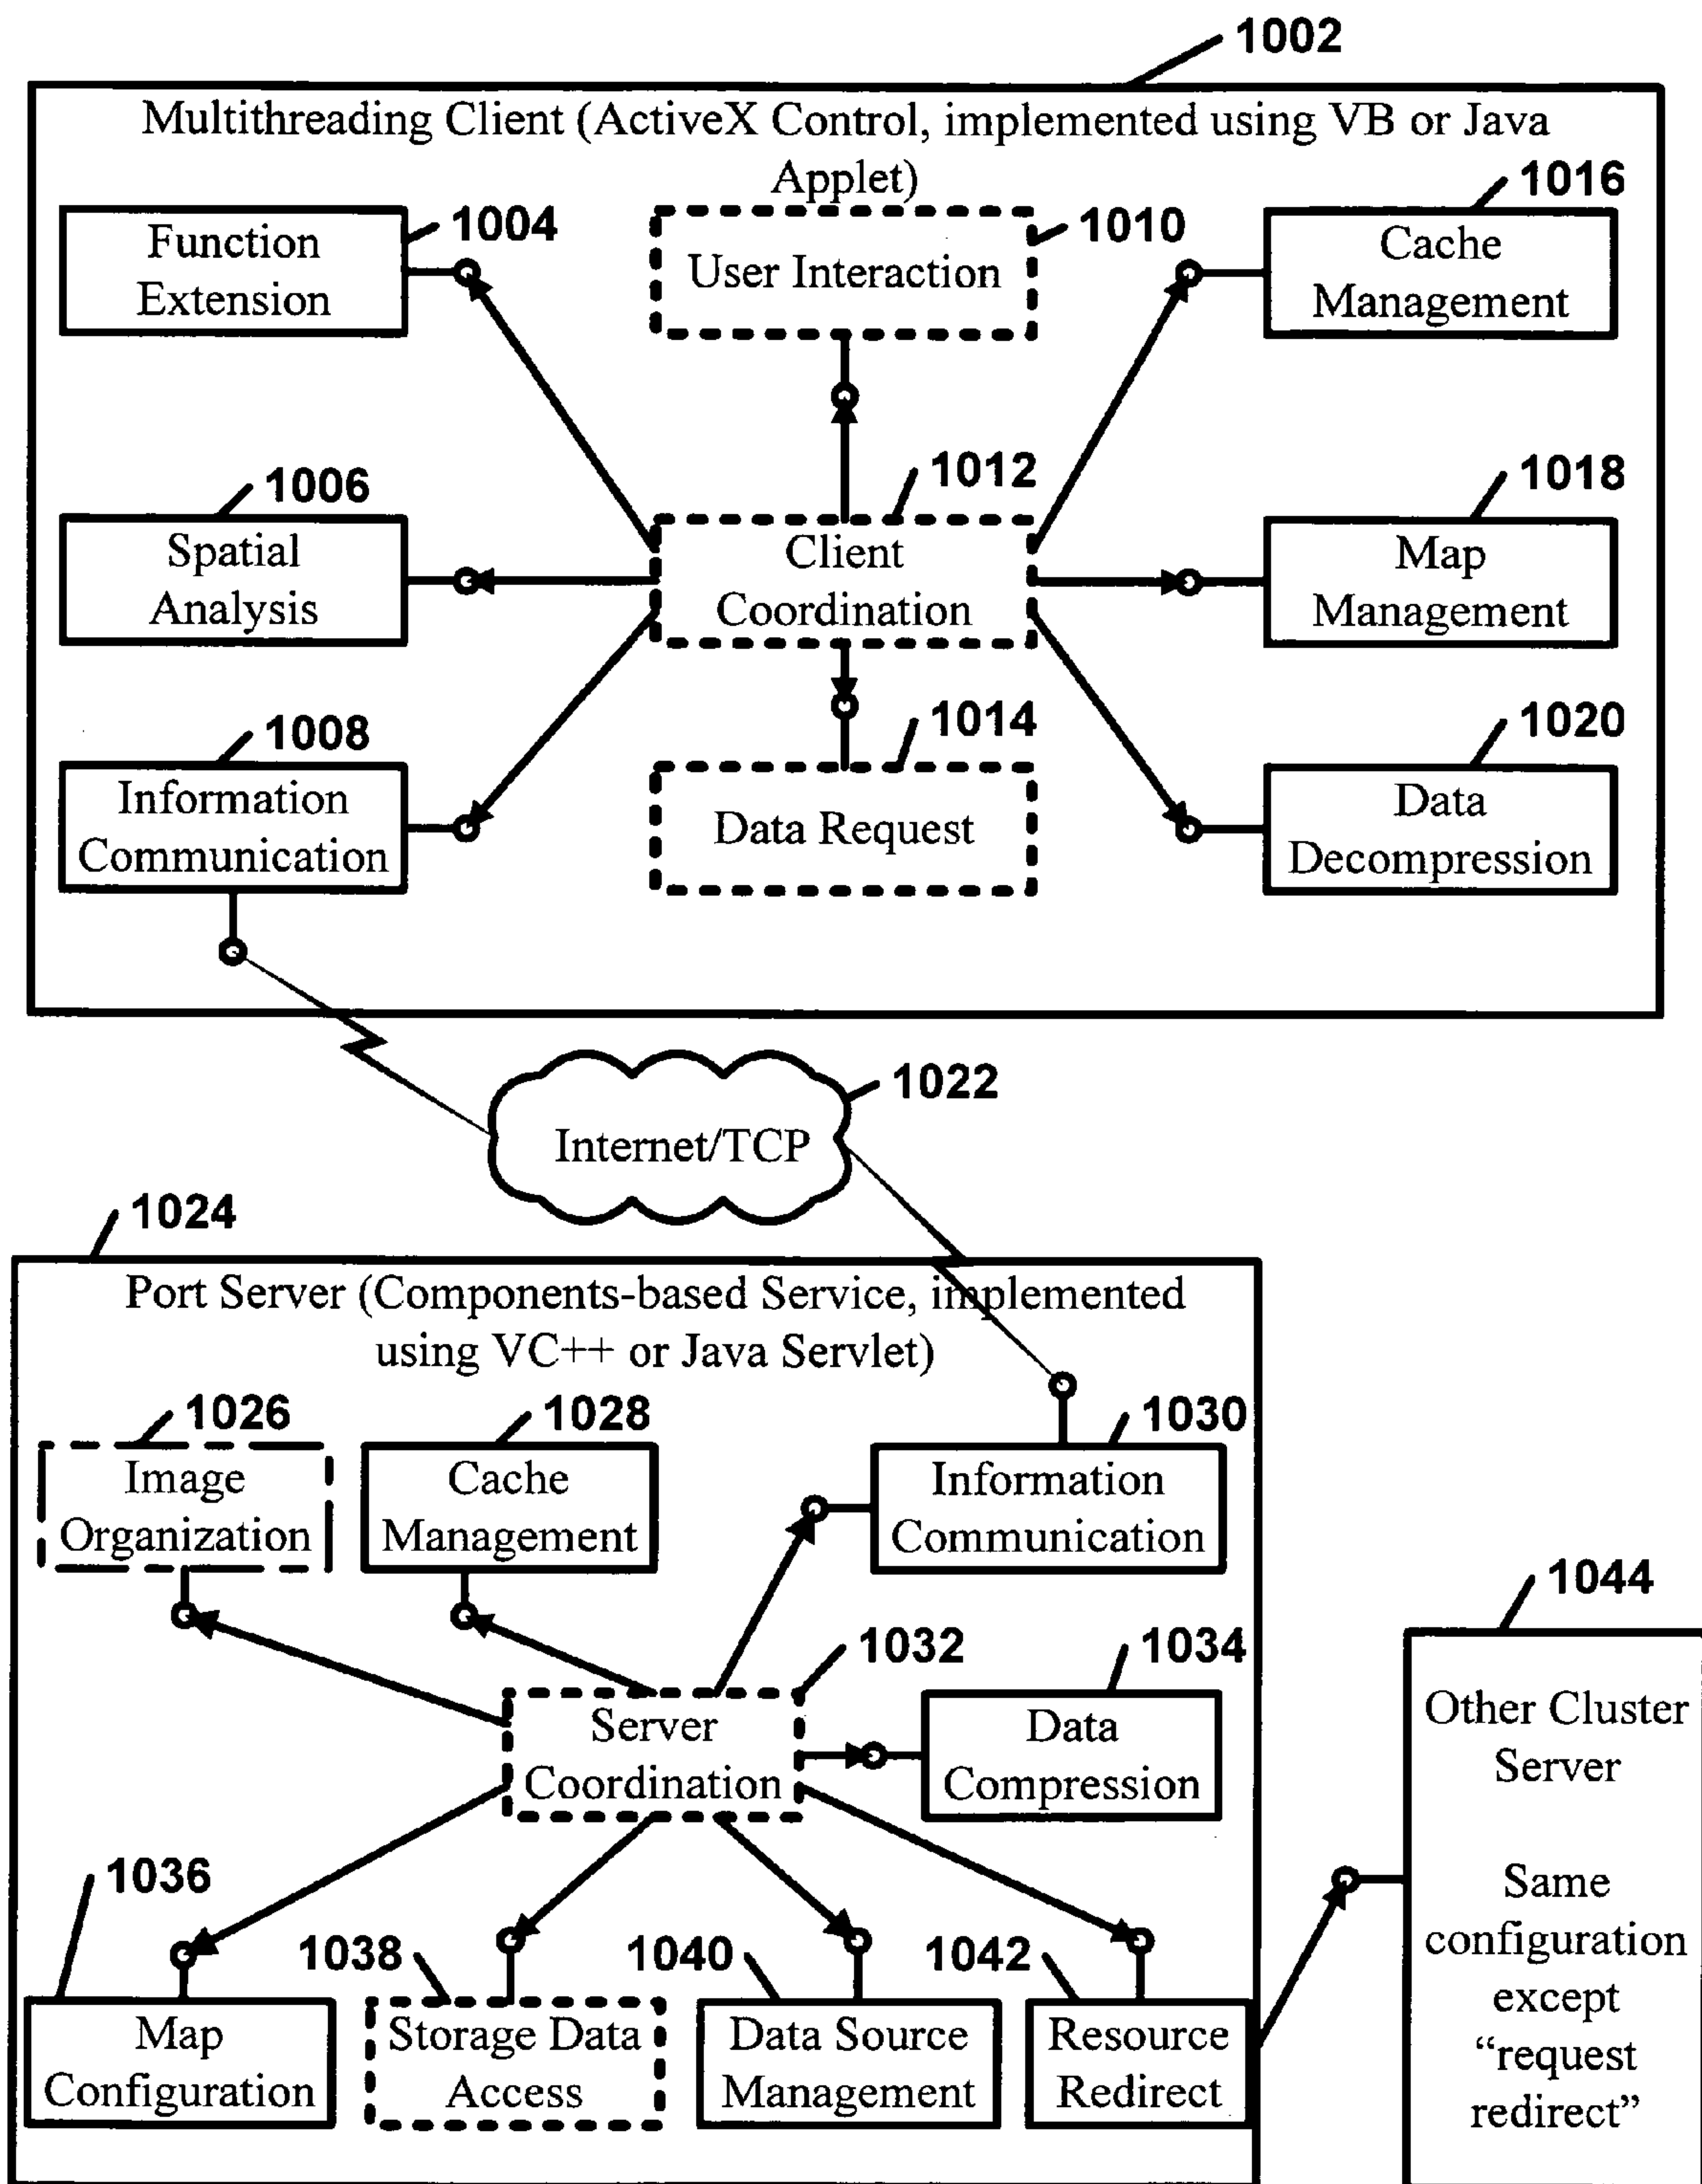 1002
Multithreading Client (ActiveX Control, implemented using VB or Java
Applet)
1004
Function
Extension
1010
User Interaction
1016
Cache
Management
1006
Spatial
Analysis
1012
Client
Coordination
1018
Map
Management
1008
Information
Communication
1014
Data Request
1020
Data
Decompression
1022
Internet/TCP
1024
Port Server (Components-based Service, implemented
using VC++ or Java Servlet)
1026
Image
Organization
1028
Cache
Management
1030
Information
Communication
1032
Server
Coordination
1034
Data
Compression
1036
Map
Configuration
1038
Storage Data
Access
1040
Data Source
Management
1042
Resource
Redirect
1044
Other Cluster
Server
Same
configuration
except
“request
redirect”